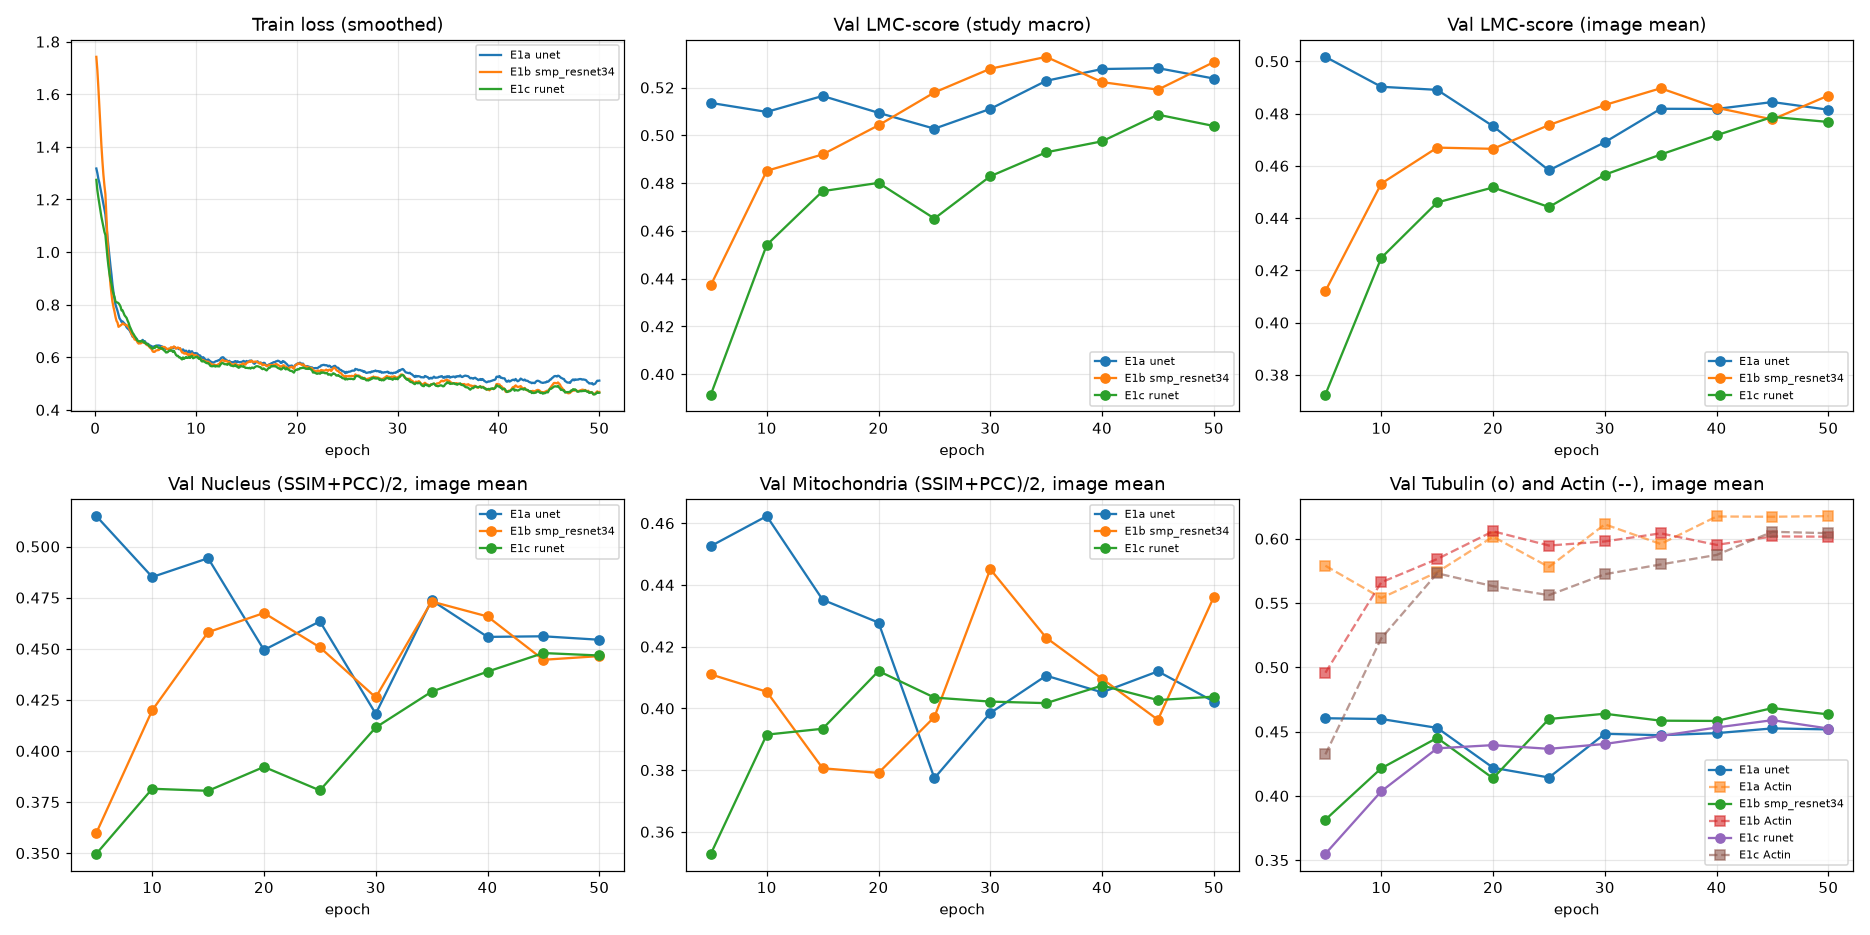 Train loss (smoothed)
1.8
1.6
1.4
1.2
1.0
0.8
0.6
0.4
0
10
20
30
40
50
epoch
E1a unet
E1b smp_resnet34
E1c runet
Val LMC-score (study macro)
0.52
0.50
0.48
0.46
0.44
0.42
0.40
10
20
30
40
50
epoch
E1a unet
E1b smp_resnet34
E1c runet
Val LMC-score (image mean)
0.50
0.48
0.46
0.44
0.42
0.40
0.38
10
20
30
40
50
epoch
E1a unet
E1b smp_resnet34
E1c runet
Val Nucleus (SSIM+PCC)/2, image mean
0.500
0.475
0.450
0.425
0.400
0.375
0.350
10
20
30
40
50
epoch
E1a unet
E1b smp_resnet34
E1c runet
Val Mitochondria (SSIM+PCC)/2, image mean
0.46
0.44
0.42
0.40
0.38
0.36
10
20
30
40
50
epoch
E1a unet
E1b smp_resnet34
E1c runet
Val Tubulin (o) and Actin (--), image mean
0.60
0.55
0.50
0.45
0.40
0.35
10
20
30
40
50
epoch
E1a unet
E1a Actin
E1b smp_resnet34
E1b Actin
E1c runet
E1c Actin